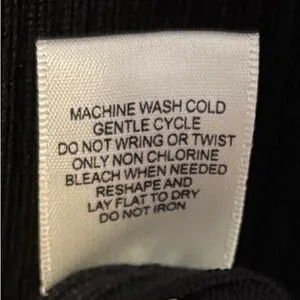 MACHINE WASH COLD
GENTLE CYCLE
DO NOT WRING OR TWIST
ONLY NON CHLORINE
BLEACH WHEN NEEDED
RESHAPE AND
LAY FLAT TO DRY
DO NOT IRON